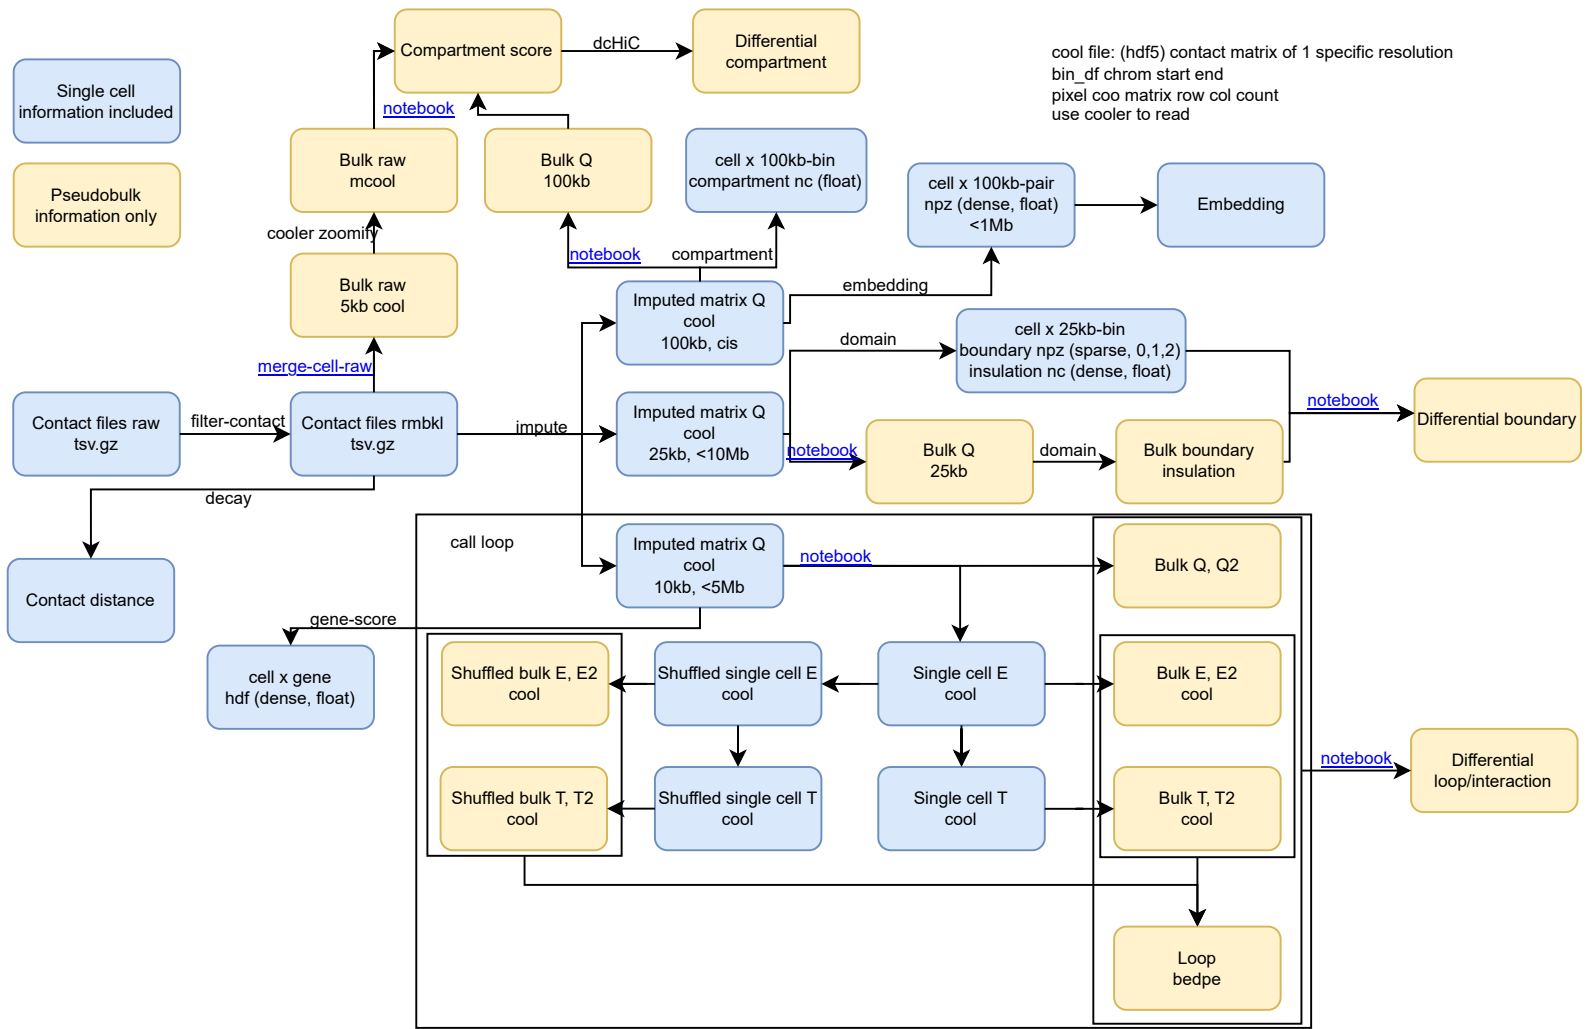 Compartment score
dcHiC
Differential
compartment
cool file: (hdf5) contact matrix of 1 specific resolution
bin_df chrom start end
pixel coo matrix row col count
use cooler to read
Single cell
information included
Pseudobulk
information only
notebook
Bulk raw
mcool
Bulk Q
100kb
cell x 100kb-bin
compartment nc (float)
cell x 100kb-pair
npz (dense, float)
<1Mb
Embedding
cooler zoomify
notebook
compartment
Bulk raw
5kb cool
Imputed matrix Q
cool
100kb, cis
embedding
domain
cell x 25kb-bin
boundary npz (sparse, 0,1,2)
insulation nc (dense, float)
merge-cell-raw
Contact files raw
tsv.gz
filter-contact
Contact files rmbkl
tsv.gz
impute
Imputed matrix Q
cool
25kb, <10Mb
notebook
Bulk Q
25kb
domain
Bulk boundary
insulation
notebook
Differential boundary
decay
Contact distance
call loop
Imputed matrix Q
cool
10kb, <5Mb
notebook
Bulk Q, Q2
gene-score
cell x gene
hdf (dense, float)
Shuffled bulk E, E2
cool
Shuffled single cell E
cool
Single cell E
cool
Bulk E, E2
cool
Shuffled bulk T, T2
cool
Shuffled single cell T
cool
Single cell T
cool
Bulk T, T2
cool
notebook
Differential
loop/interaction
Loop
bedpe